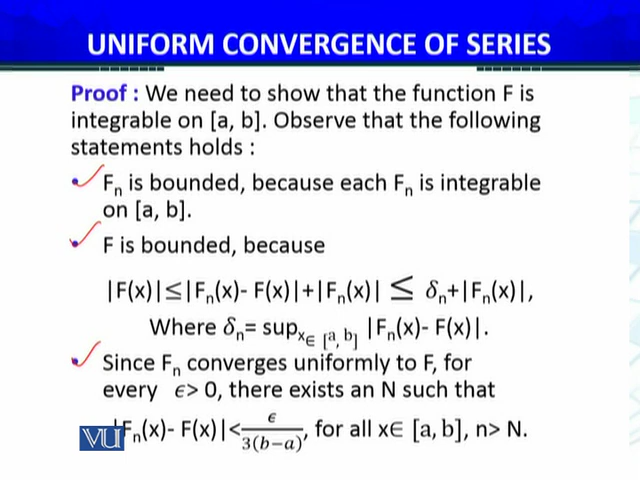 UNIFORM CONVERGENCE OF SERIES
Proof : We need to show that the function F is
integrable on [a, b]. Observe that the following
statements holds :
• Fₙ is bounded, because each Fₙ is integrable
on [a, b].
• F is bounded, because
|F(x)|≤|Fₙ(x)- F(x)|+|Fₙ(x)| ≤ δₙ+|Fₙ(x)|,
Where δₙ= supₓ∈ [a, b] |Fₙ(x)- F(x)|.
• Since Fₙ converges uniformly to F, for
every ϵ> 0, there exists an N such that
|Fₙ(x)- F(x)|<ϵ/3(b−a), for all x∈ [a, b], n> N.
VU